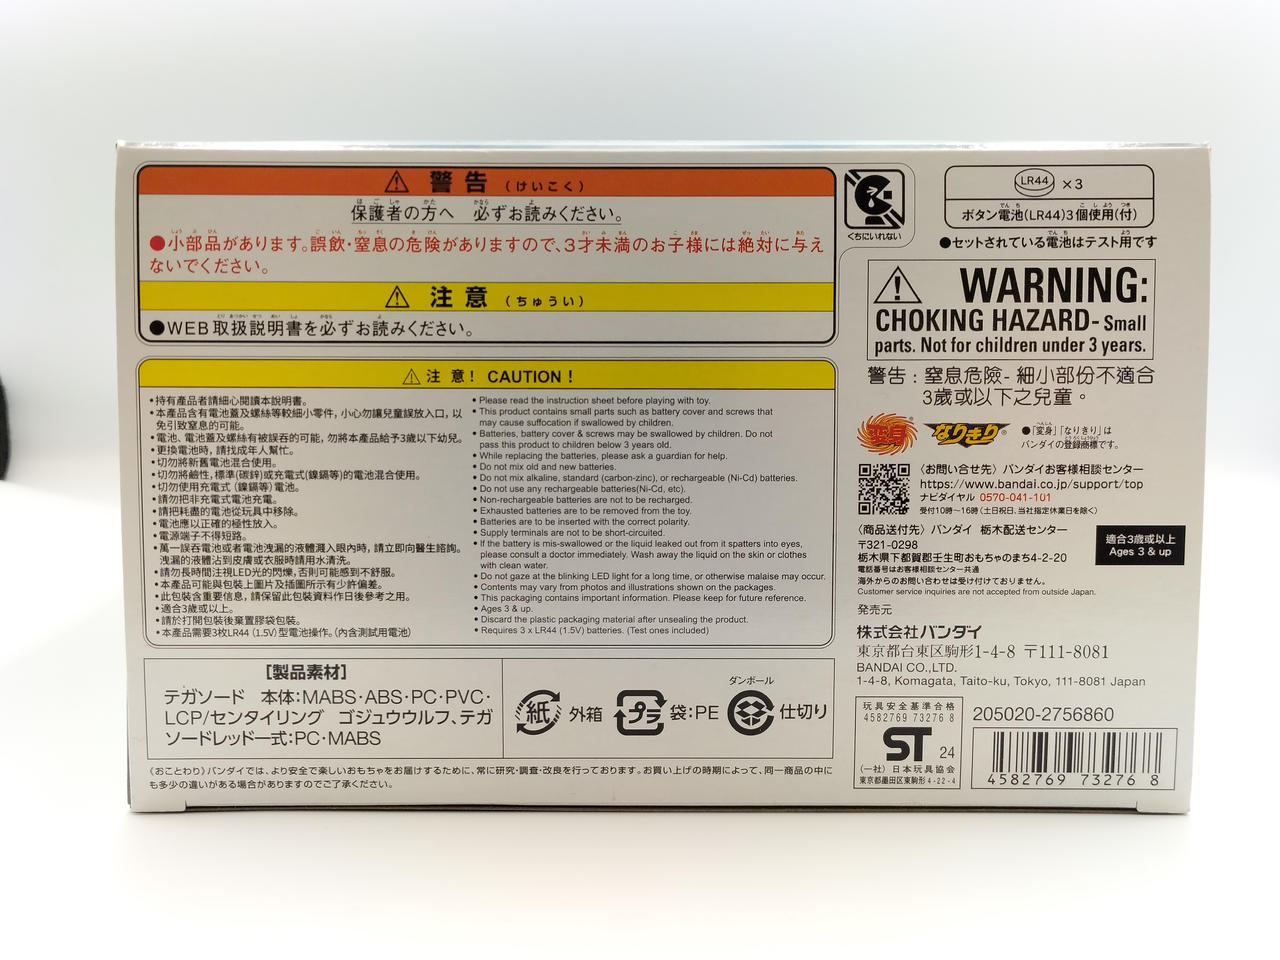 警告（けいこく）
保護者の方へ 必ずお読みください。
●小部品があります。誤飲・窒息の危険がありますので、3才未満のお子様には絶対に与え
ないでください。
注意（ちゅうい）
●WEB取扱説明書を必ずお読みください。
くちにいれない
LR44 ×3
ボタン電池(LR44)3個使用(付)
●セットされている電池はテスト用です
注 意! CAUTION!
•持有產品者請細心閱讀本說明書。
•本產品含有電池蓋及螺絲等較細小零件，小心勿讓兒童誤放入口，以
免引致窒息的可能。
•電池、電池蓋及螺絲有被誤吞的可能，勿將本產品給予3歲以下幼兒。
•更換電池時，請找成年人幫忙。
•切勿將新舊電池混合使用。
•切勿將鹼性，標準(碳鋅)或充電式(鎳鎘等)的電池混合使用。
•切勿使用充電式(鎳鎘等)電池。
•請勿把非充電式電池充電。
•請把耗盡的電池從玩具中移除。
•電池應以正確的極性放入。
•電源端子不得短路。
•萬一誤吞電池或者電池洩漏的液體濺入眼內時，請立即向醫生諮詢。
洩漏的液體沾到皮膚或衣服時請用水清洗。
•請勿長時間注視LED光的閃爍，否則可能感到不舒服。
•本產品可能與包裝上圖片及插圖所示有少許偏差。
•此包裝含重要信息，請保留此包裝資料作日後參考之用。
•適合3歲或以上。
•請於打開包裝後棄置膠袋包裝。
•本產品需要3枚LR44（1.5V）型電池操作。（內含測試用電池）
• Please read the instruction sheet before playing with toy.
• This product contains small parts such as battery cover and screws that
may cause suffocation if swallowed by children.
• Batteries, battery cover & screws may be swallowed by children. Do not
pass this product to children below 3 years old.
• While replacing the batteries, please ask a guardian for help.
• Do not mix old and new batteries.
• Do not mix alkaline, standard (carbon-zinc), or rechargeable (Ni-Cd) batteries.
• Do not use any rechargeable batteries(Ni-Cd, etc).
• Non-rechargeable batteries are not to be recharged.
• Exhausted batteries are to be removed from the toy.
• Batteries are to be inserted with the correct polarity.
• Supply terminals are not to be short-circuited.
• If the battery is mis-swallowed or the liquid leaked out from it spatters into eyes,
please consult a doctor immediately. Wash away the liquid on the skin or clothes
with clean water.
• Do not gaze at the blinking LED light for a long time, or otherwise malaise may occur.
• Contents may vary from photos and illustrations shown on the packages.
• This packaging contains important information. Please keep for future reference.
• Ages 3 & up.
• Discard the plastic packaging material after unsealing the product.
• Requires 3 x LR44 (1.5V) batteries. (Test ones included)
WARNING:
CHOKING HAZARD- Small
parts. Not for children under 3 years.
警告：窒息危險- 細小部份不適合
3歲或以下之兒童。
変身® なりきり® ●「変身」「なりきり」は
バンダイの登録商標です。
〈お問い合せ先〉バンダイお客様相談センター
https://www.bandai.co.jp/support/top
ナビダイヤル 0570-041-101
受付10時〜16時(土日祝日、当社指定休業日を除く)
〈商品送付先〉バンダイ 栃木配送センター
〒321-0298
栃木県下都賀郡壬生町おもちゃのまち4-2-20
電話番号はお客様相談センター共通
海外からのお問い合わせは受け付けておりません。
Customer service inquiries are not accepted from outside Japan.
適合3歲或以上
Ages 3 & up
発売元
株式会社バンダイ
東京都台東区駒形1-4-8 〒111-8081
BANDAI CO.,LTD.
1-4-8, Komagata, Taito-ku, Tokyo, 111-8081 Japan
【製品素材】
テガソード 本体:MABS・ABS・PC・PVC・
LCP/センタイリング ゴジュウウルフ、テガ
ソードレッド一式:PC・MABS
紙 外箱
プラ 袋:PE
ダンボール
仕切り
《おことわり》バンダイでは、より安全で楽しいおもちゃをお届けするために、常に研究・調査・改良を行っております。お買い上げの時期によって、同一商品の中に
も多少の違いがある場合がありますのでご了承ください。
玩具安全基準合格
4582769 73276 8
ST 24
(一社)日本玩具協会
東京都墨田区東駒形4-22-4
205020-2756860
4582769 73276 8